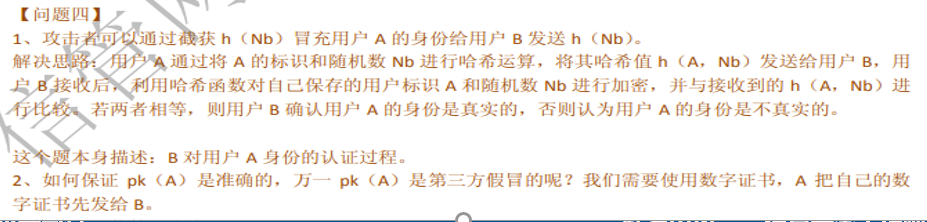 【问题四】
1、攻击者可以通过截获 h（Nb）冒充用户 A 的身份给用户 B 发送 h（Nb）。
解决思路：用户 A 通过将 A 的标识和随机数 Nb 进行哈希运算，将其哈希值 h（A，Nb）发送给用户 B，用
户 B 接收后，利用哈希函数对自己保存的用户标识 A 和随机数 Nb 进行加密，并与接收到的 h（A，Nb）进
行比较。若两者相等，则用户 B 确认用户 A 的身份是真实的，否则认为用户 A 的身份是不真实的。
这个题本身描述：B 对用户 A 身份的认证过程。
2、如何保证 pk（A）是准确的，万一 pk（A）是第三方假冒的呢？我们需要使用数字证书，A 把自己的数
字证书先发给 B。
信管网